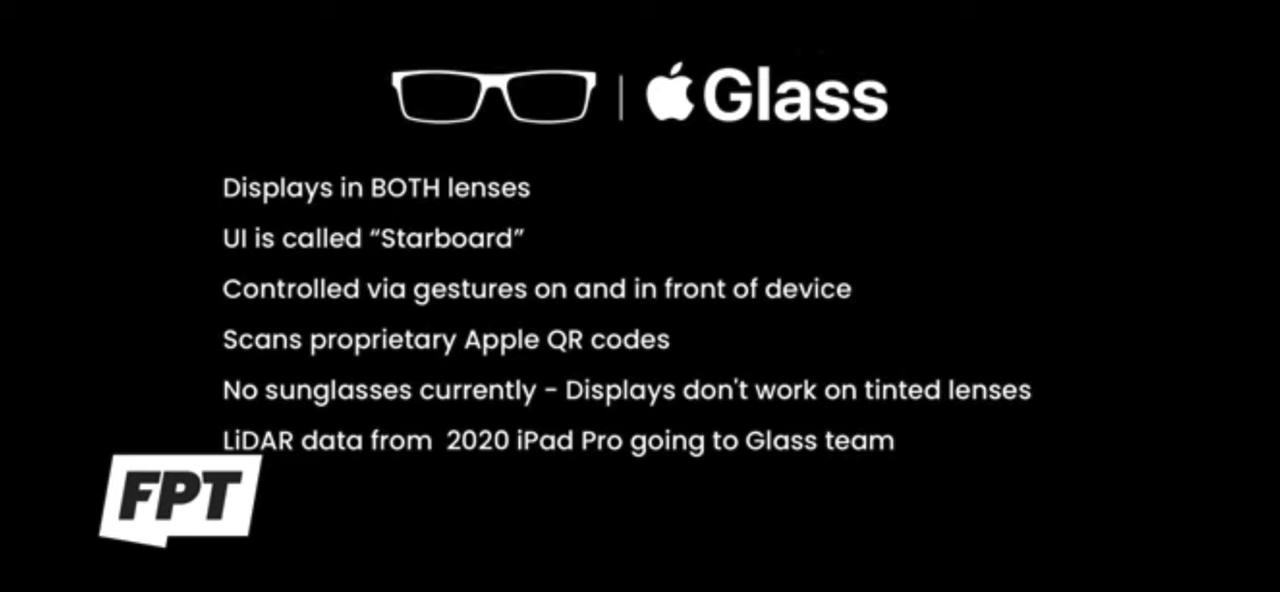 Glass
Displays in BOTH lenses
UI is called “Starboard”
Controlled via gestures on and in front of device
Scans proprietary Apple QR codes
No sunglasses currently - Displays don't work on tinted lenses
LiDAR data from  2020 iPad Pro going to Glass team
FPT